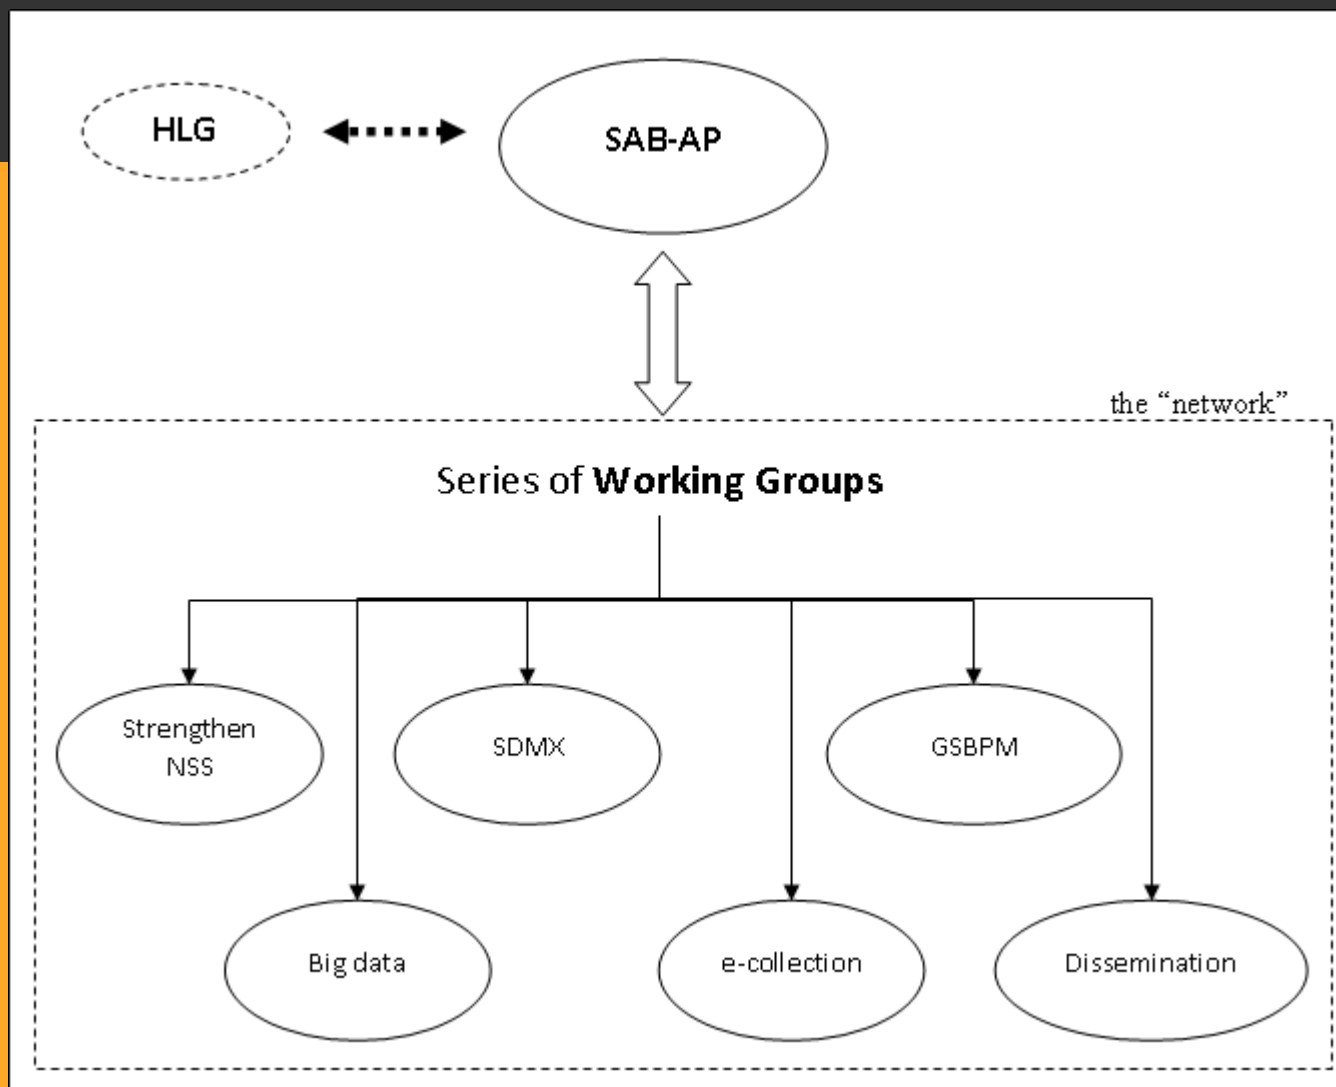 HLG
SAB-AP
the “network”
Series of Working Groups
Strengthen
NSS
SDMX
GSBPM
Big data
e-collection
Dissemination